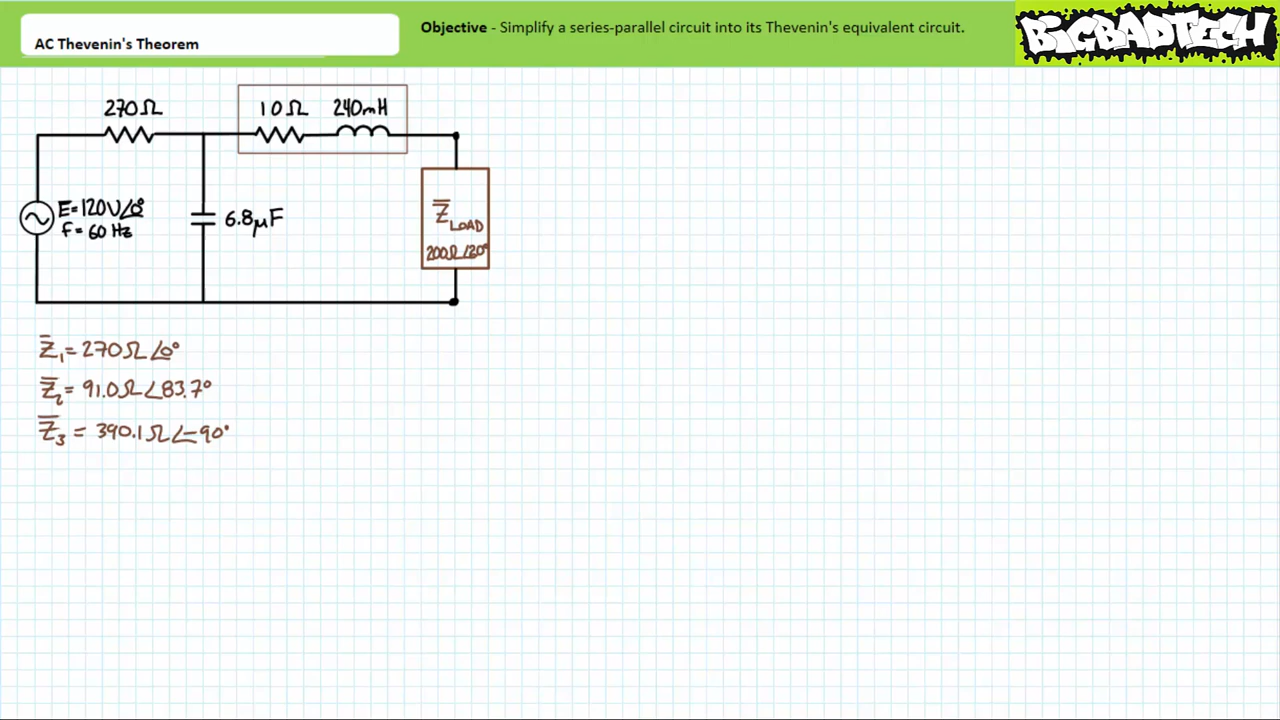 AC Thevenin's Theorem
Objective - Simplify a series-parallel circuit into its Thevenin's equivalent circuit.
BIGBADTECH
270Ω
10Ω 240mH
E=120V∠0°
f=60 Hz
6.8μF
Z̅ LOAD
200Ω∠30°
Z̅₁=270Ω∠0°
Z̅₂=91.0Ω∠83.7°
Z̅₃=390.1Ω∠-90°